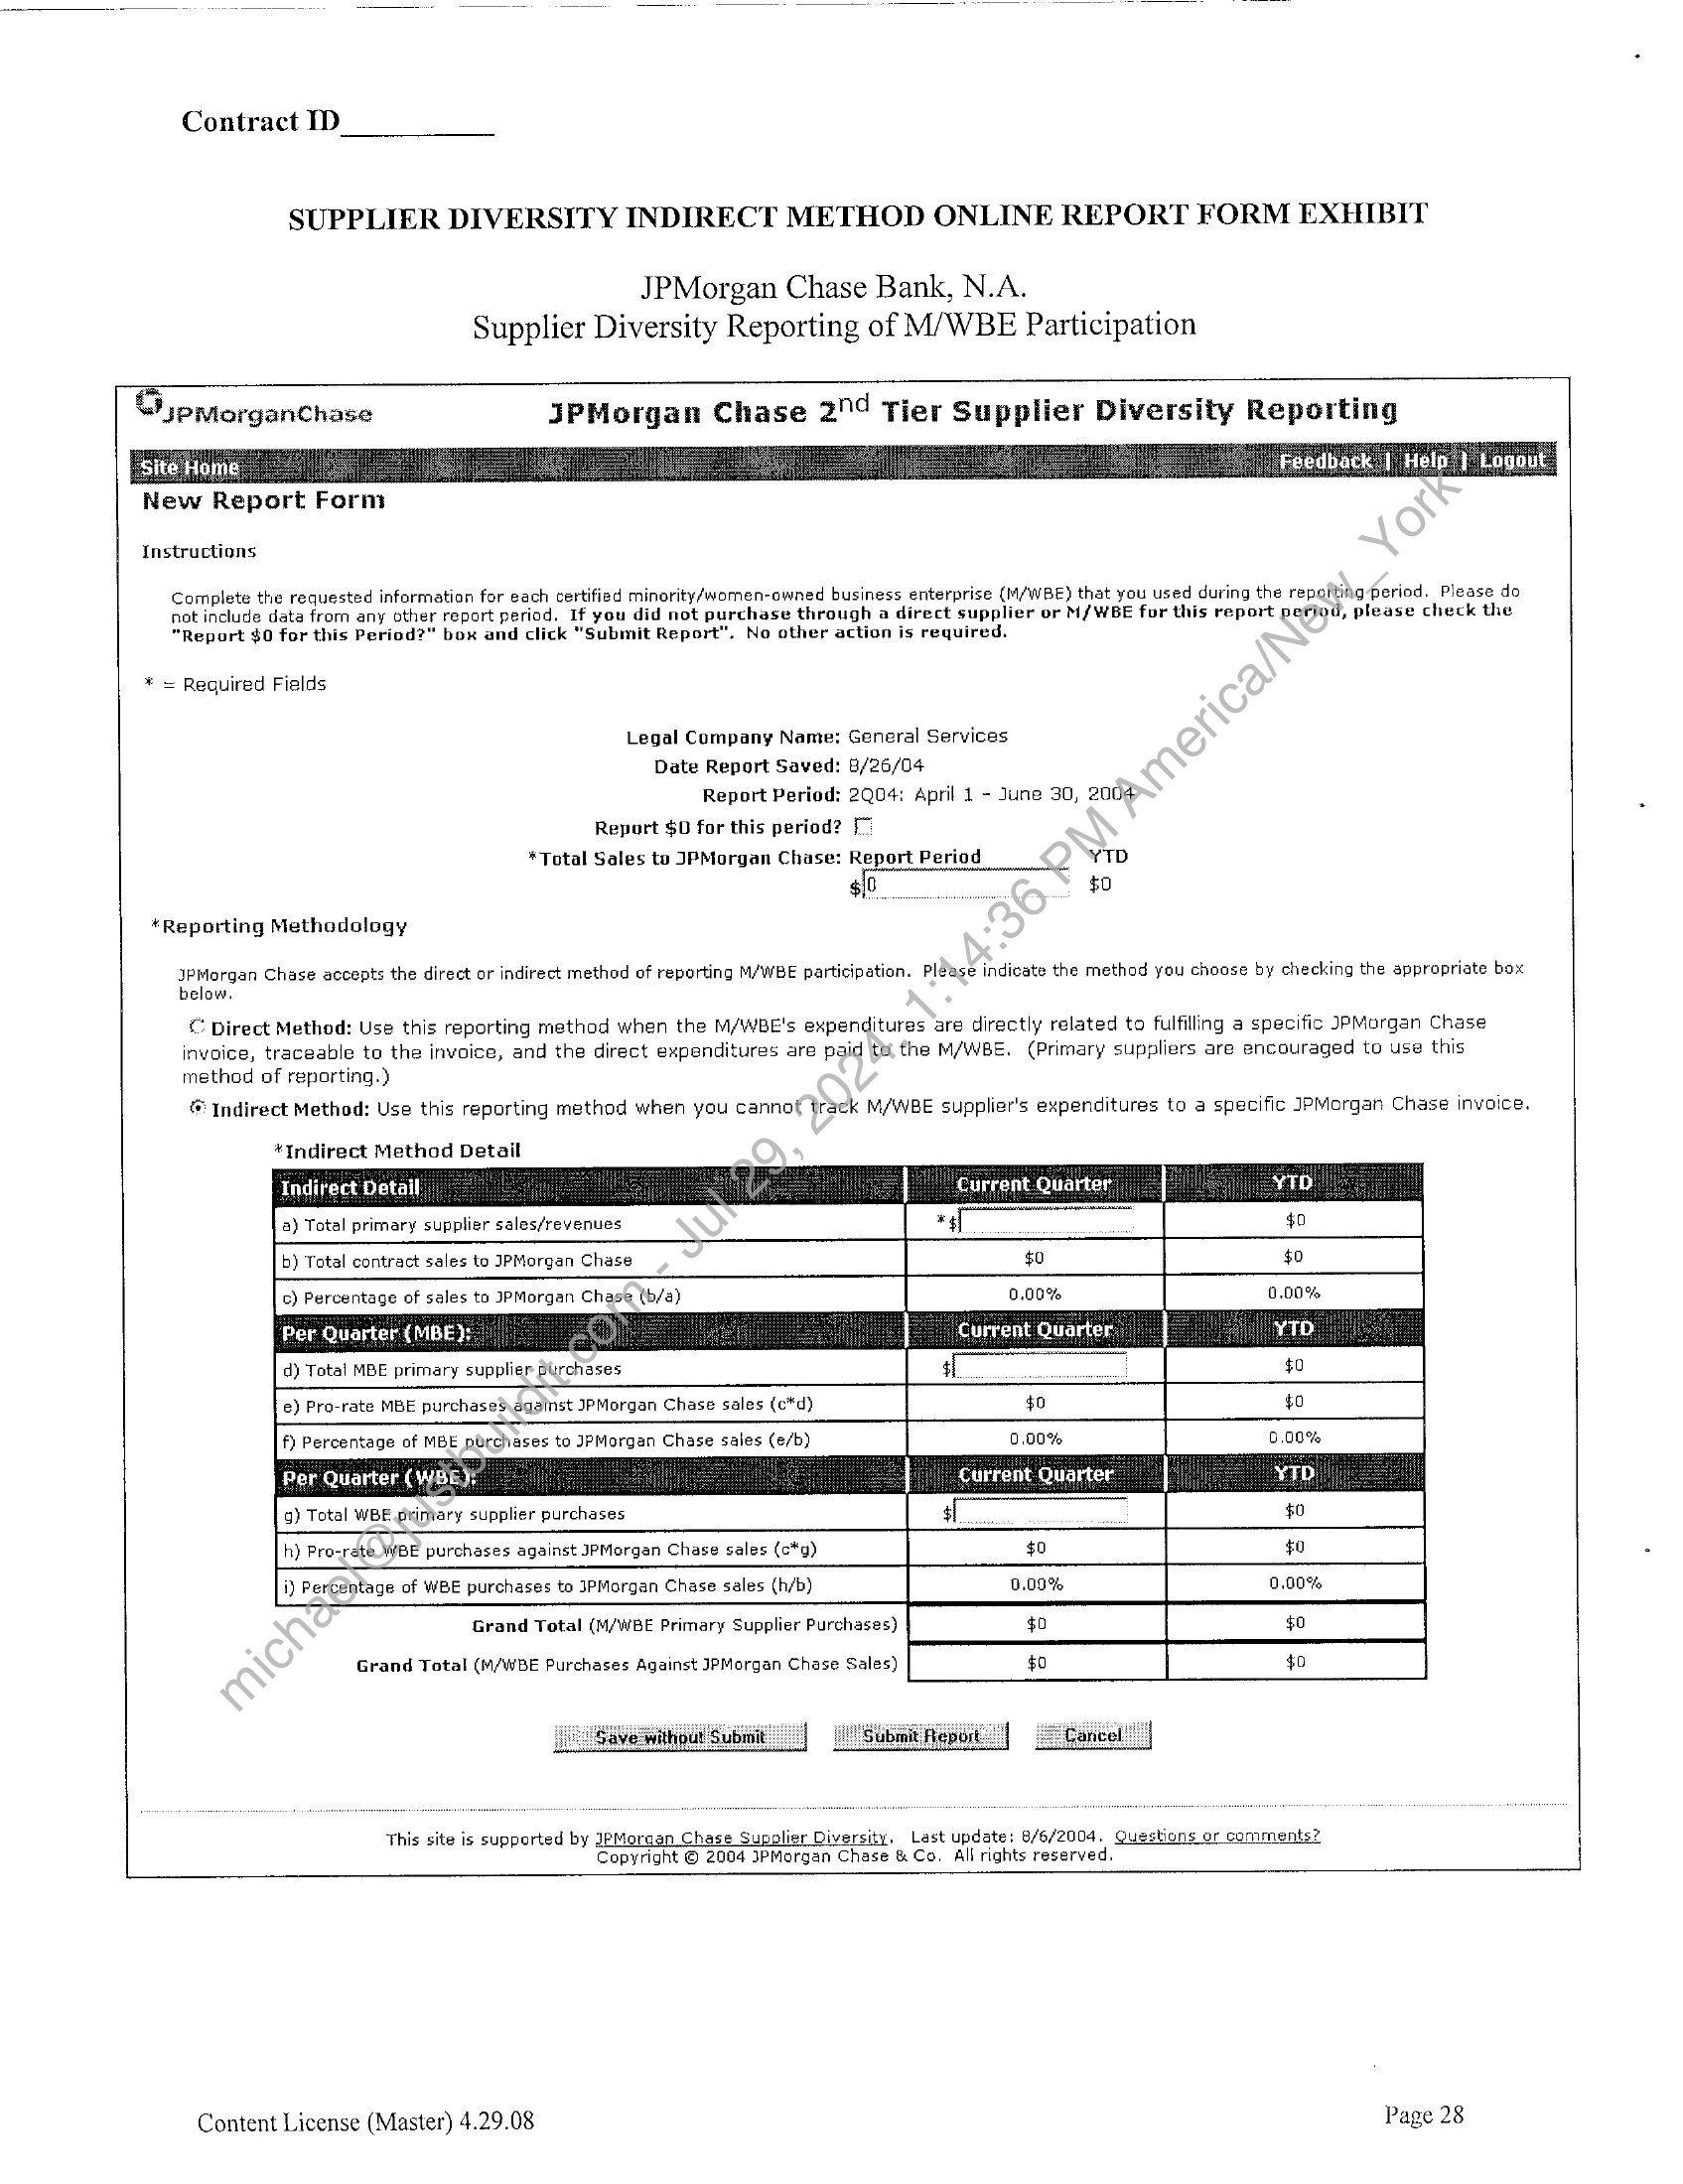 Contract ID__________
SUPPLIER DIVERSITY INDIRECT METHOD ONLINE REPORT FORM EXHIBIT
JPMorgan Chase Bank, N.A.
Supplier Diversity Reporting of M/WBE Participation
JPMorganChase JPMorgan Chase 2nd Tier Supplier Diversity Reporting
Site Home Feedback | Help | Logout
New Report Form
Instructions
Complete the requested information for each certified minority/women-owned business enterprise (M/WBE) that you used during the reporting period. Please do
not include data from any other report period. If you did not purchase through a direct supplier or M/WBE for this report period, please check the
"Report $0 for this Period?" box and click "Submit Report". No other action is required.
* = Required Fields
Legal Company Name: General Services
Date Report Saved: 8/26/04
Report Period: 2Q04: April 1 - June 30, 2004
Report $0 for this period?
*Total Sales to JPMorgan Chase: Report Period YTD
$ 0 $0
*Reporting Methodology
JPMorgan Chase accepts the direct or indirect method of reporting M/WBE participation. Please indicate the method you choose by checking the appropriate box
below.
Direct Method: Use this reporting method when the M/WBE's expenditures are directly related to fulfilling a specific JPMorgan Chase
invoice, traceable to the invoice, and the direct expenditures are paid to the M/WBE. (Primary suppliers are encouraged to use this
method of reporting.)
Indirect Method: Use this reporting method when you cannot track M/WBE supplier's expenditures to a specific JPMorgan Chase invoice.
*Indirect Method Detail
Indirect Detail Current Quarter YTD
a) Total primary supplier sales/revenues *$ $0
b) Total contract sales to JPMorgan Chase $0 $0
c) Percentage of sales to JPMorgan Chase (b/a) 0.00% 0.00%
Per Quarter (MBE): Current Quarter YTD
d) Total MBE primary supplier purchases $ $0
e) Pro-rate MBE purchases against JPMorgan Chase sales (c*d) $0 $0
f) Percentage of MBE purchases to JPMorgan Chase sales (e/b) 0.00% 0.00%
Per Quarter (WBE): Current Quarter YTD
g) Total WBE primary supplier purchases $ $0
h) Pro-rate WBE purchases against JPMorgan Chase sales (c*g) $0 $0
i) Percentage of WBE purchases to JPMorgan Chase sales (h/b) 0.00% 0.00%
Grand Total (M/WBE Primary Supplier Purchases) $0 $0
Grand Total (M/WBE Purchases Against JPMorgan Chase Sales) $0 $0
Save without Submit Submit Report Cancel
This site is supported by JPMorgan Chase Supplier Diversity. Last update: 8/6/2004. Questions or comments?
Copyright © 2004 JPMorgan Chase & Co. All rights reserved.
Content License (Master) 4.29.08 Page 28
michael@justbuildit.com - Jul 29, 2024, 1:14:36 PM America/New_York